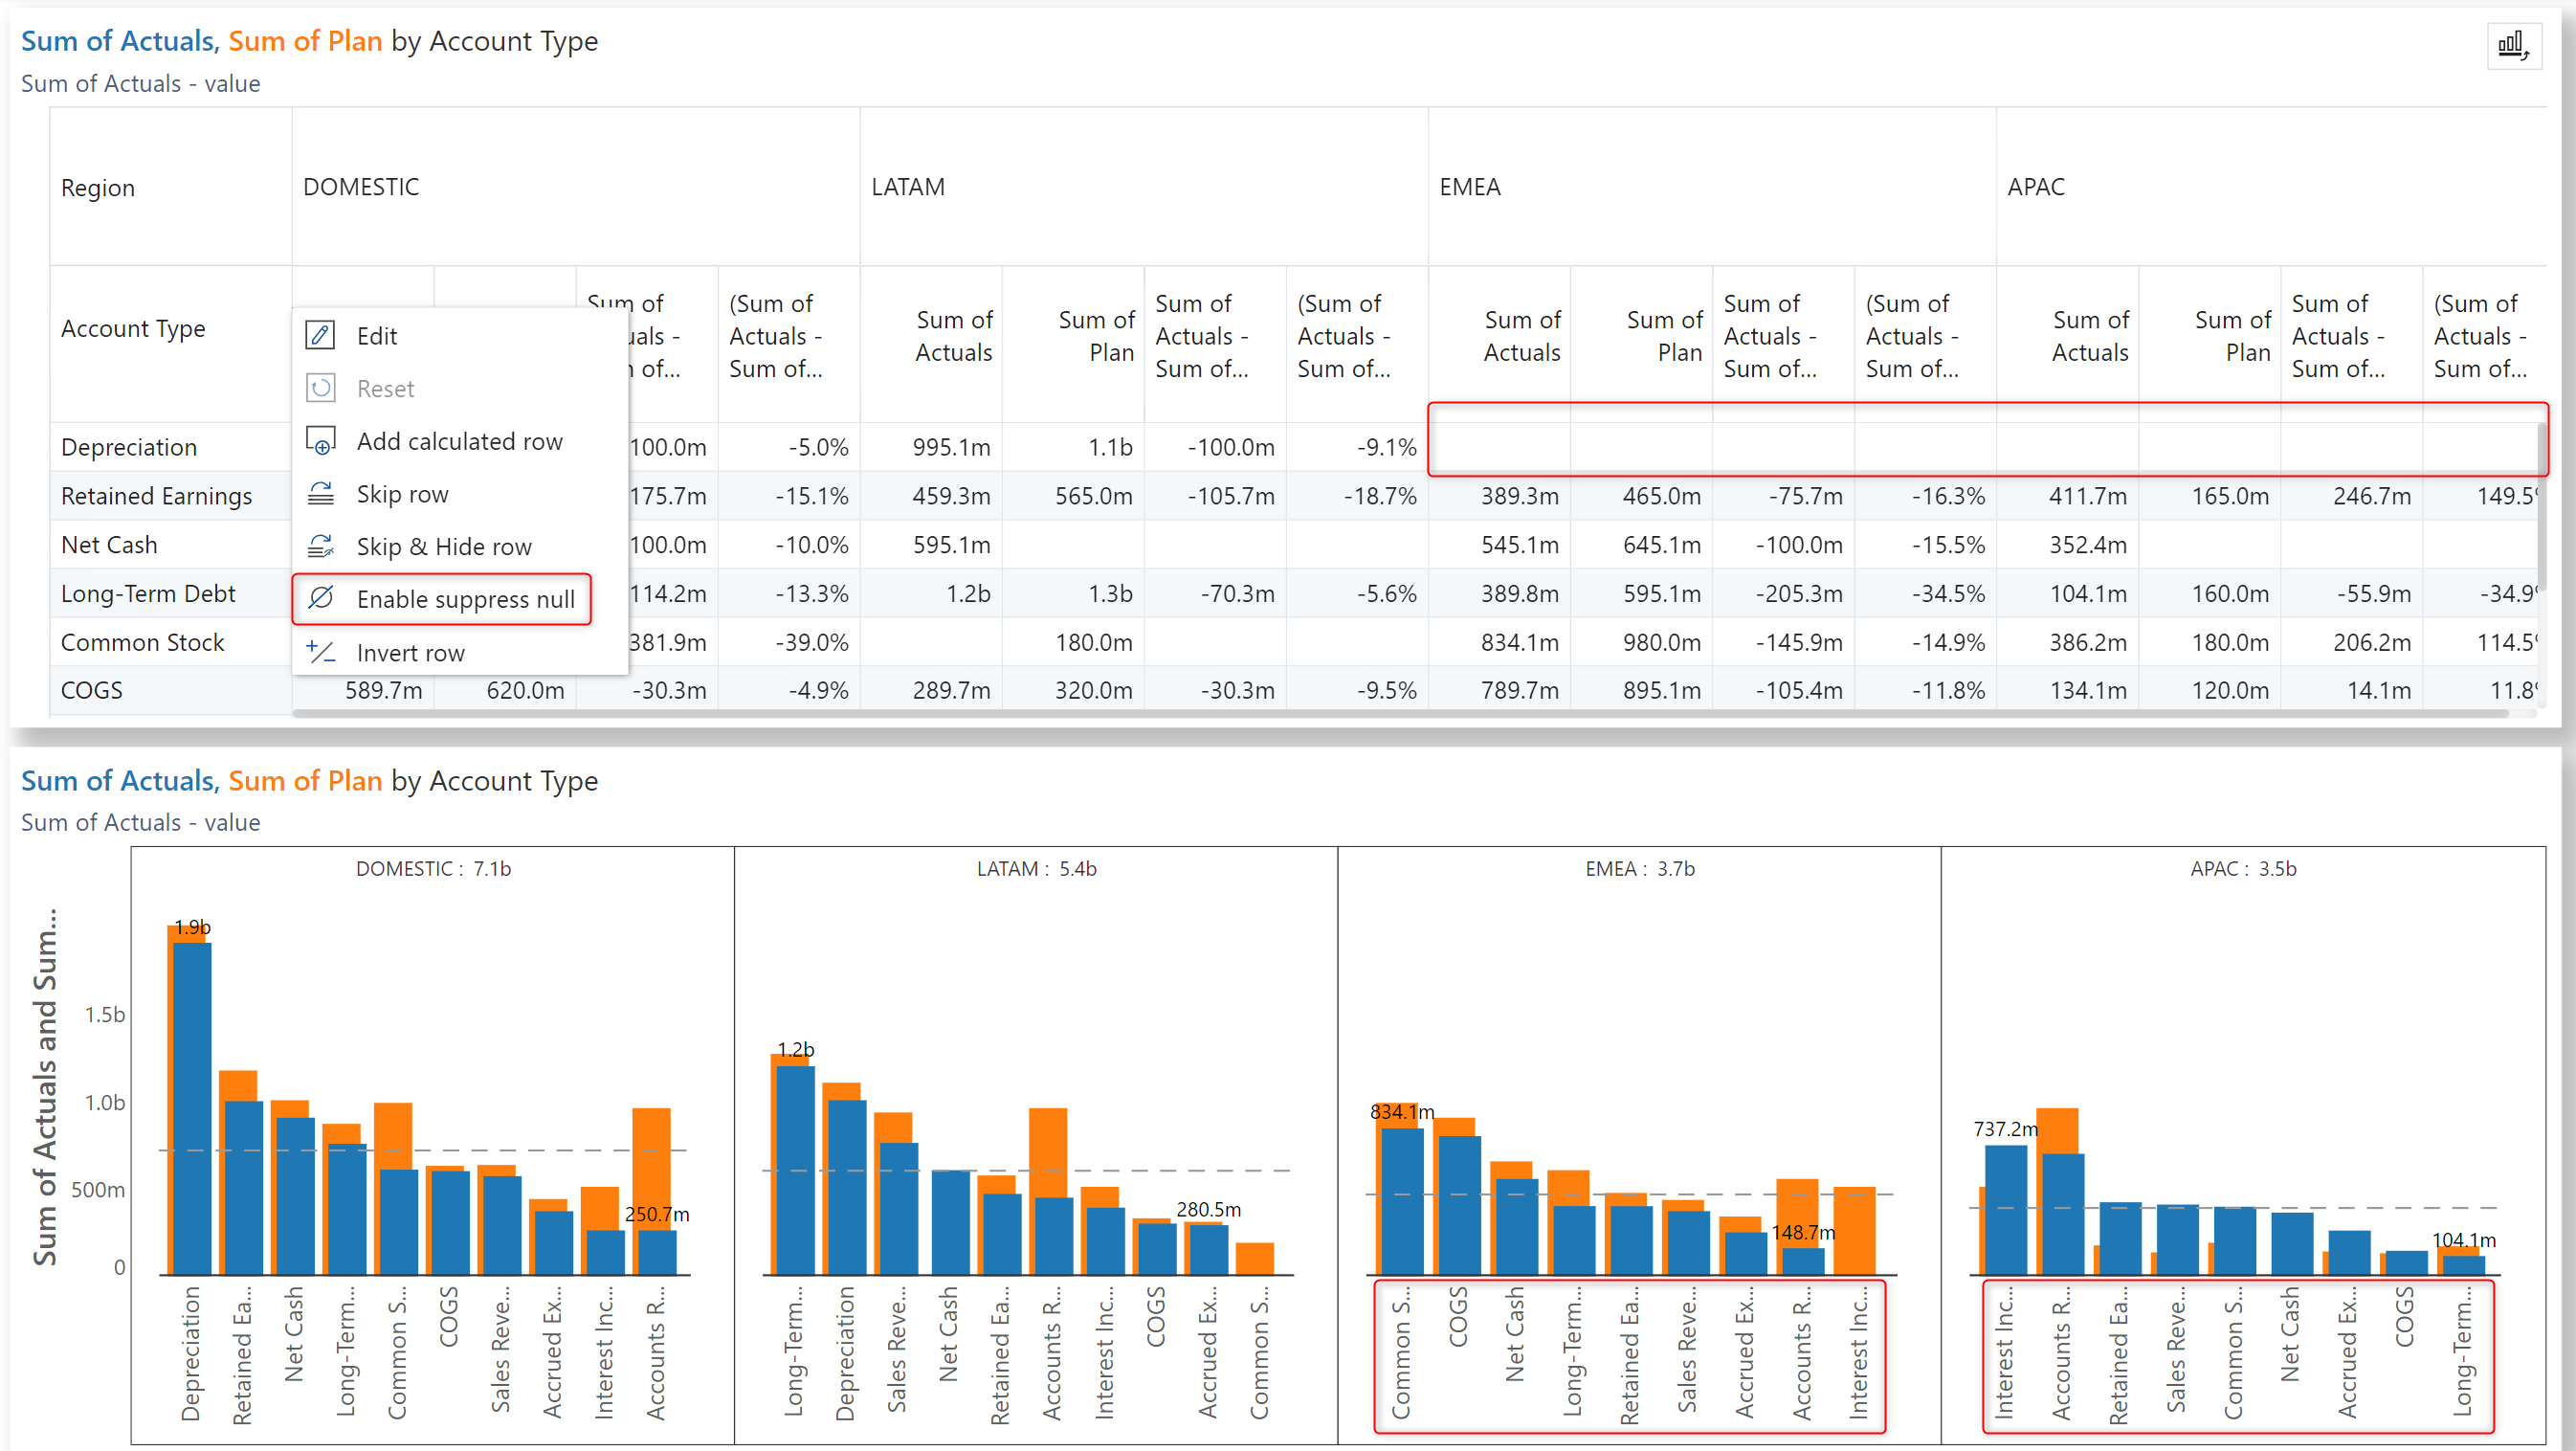 Sum of Actuals, Sum of Plan by Account Type
Sum of Actuals - value
Region DOMESTIC LATAM EMEA APAC
Account Type
Sum of
uals -
of...
(Sum of
Actuals -
Sum of...
Sum of
Actuals
Sum of
Plan
Sum of
Actuals -
Sum of...
(Sum of
Actuals -
Sum of...
Sum of
Actuals
Sum of
Plan
Sum of
Actuals -
Sum of...
(Sum of
Actuals -
Sum of...
Sum of
Actuals
Sum of
Plan
Sum of
Actuals -
Sum of...
(Sum of
Actuals -
Sum of...
Edit
Reset
Add calculated row
Skip row
Skip & Hide row
Enable suppress null
Invert row
Depreciation 100.0m -5.0% 995.1m 1.1b -100.0m -9.1%
Retained Earnings 175.7m -15.1% 459.3m 565.0m -105.7m -18.7% 389.3m 465.0m -75.7m -16.3% 411.7m 165.0m 246.7m 149.5
Net Cash 100.0m -10.0% 595.1m 545.1m 645.1m -100.0m -15.5% 352.4m
Long-Term Debt 114.2m -13.3% 1.2b 1.3b -70.3m -5.6% 389.8m 595.1m -205.3m -34.5% 104.1m 160.0m -55.9m -34.9
Common Stock 381.9m -39.0% 180.0m 834.1m 980.0m -145.9m -14.9% 386.2m 180.0m 206.2m 114.5
COGS 589.7m 620.0m -30.3m -4.9% 289.7m 320.0m -30.3m -9.5% 789.7m 895.1m -105.4m -11.8% 134.1m 120.0m 14.1m 11.8
Sum of Actuals, Sum of Plan by Account Type
Sum of Actuals - value
Sum of Actuals and Sum...
1.5b
1.0b
500m
0
DOMESTIC : 7.1b
1.9b
250.7m
Depreciation
Retained Ea...
Net Cash
Long-Term...
Common S...
COGS
Sales Reve...
Accrued Ex...
Interest Inc...
Accounts R...
LATAM : 5.4b
1.2b
280.5m
Long-Term...
Depreciation
Sales Reve...
Net Cash
Retained Ea...
Accounts R...
Interest Inc...
COGS
Accrued Ex...
Common S...
EMEA : 3.7b
834.1m
148.7m
Common S...
COGS
Net Cash
Long-Term...
Retained Ea...
Sales Reve...
Accrued Ex...
Accounts R...
Interest Inc...
APAC : 3.5b
737.2m
104.1m
Interest Inc...
Accounts R...
Retained Ea...
Sales Reve...
Common S...
Net Cash
Accrued Ex...
COGS
Long-Term...